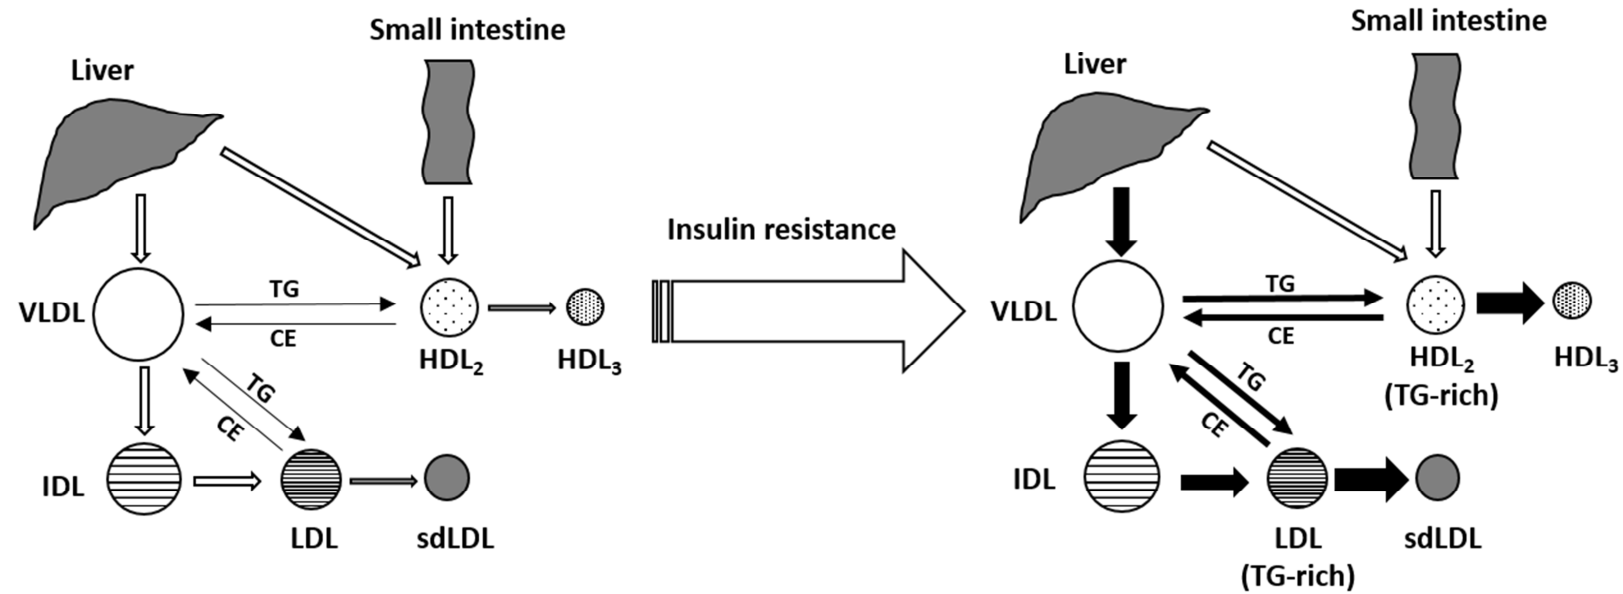 Small intestine
Liver
TG
VLDL
CE
HDL₂
HDL₃
TG
CE
IDL
LDL
sdLDL
Insulin resistance
Small intestine
Liver
TG
VLDL
CE
HDL₂
(TG-rich)
HDL₃
TG
CE
IDL
LDL
(TG-rich)
sdLDL